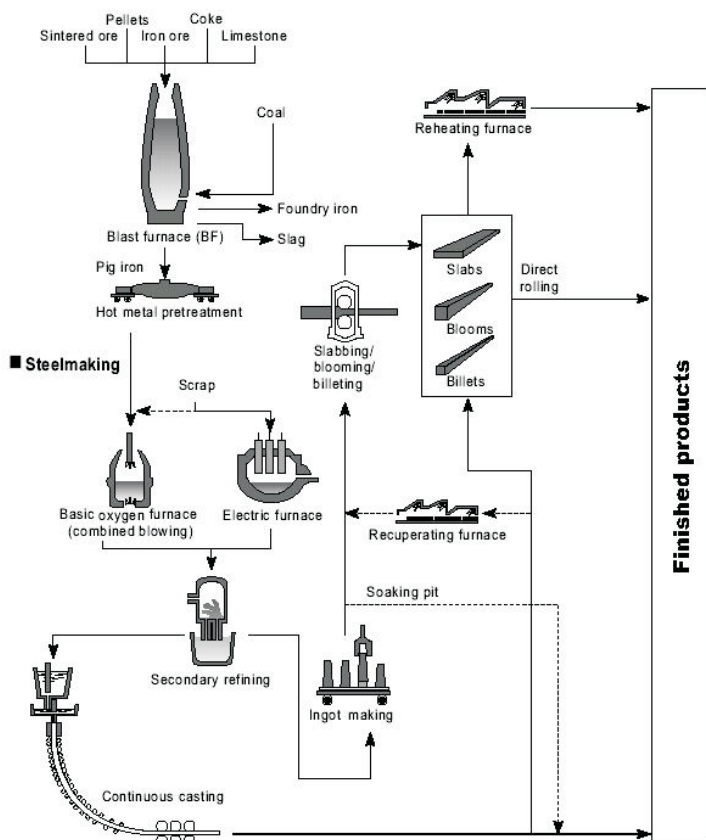 Pellets
Coke
Sintered ore
Iron ore
Limestone
Coal
Foundry iron
Blast furnace (BF)
Slag
Pig iron
Hot metal pretreatment
■ Steelmaking
Scrap
Basic oxygen furnace
(combined blowing)
Electric furnace
Secondary refining
Continuous casting
Ingot making
Soaking pit
Recuperating furnace
Slabbing/
blooming/
billeting
Slabs
Blooms
Billets
Reheating furnace
Direct
rolling
Finished products